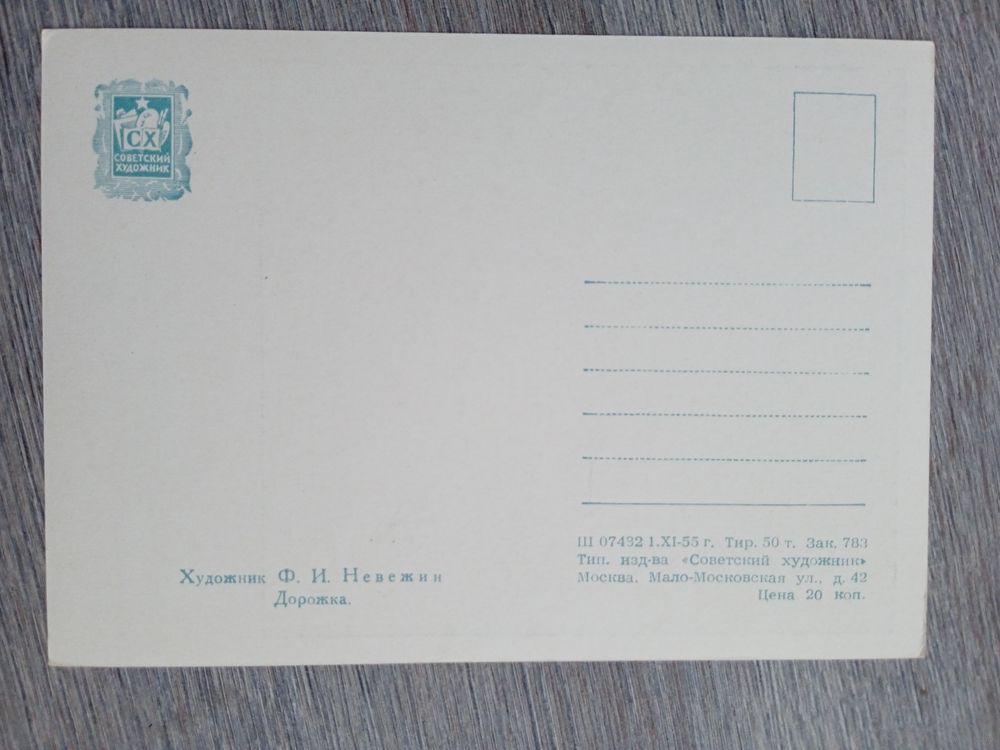 СХ
СОВЕТСКИЙ
ХУДОЖНИК
Художник Ф. И. Невежин
Дорожка.
Ш 07432 1.XI-55 г. Тир. 50 т. Зак. 783
Тип. изд-ва «Советский художник»
Москва, Мало-Московская ул., д. 42
Цена 20 коп.